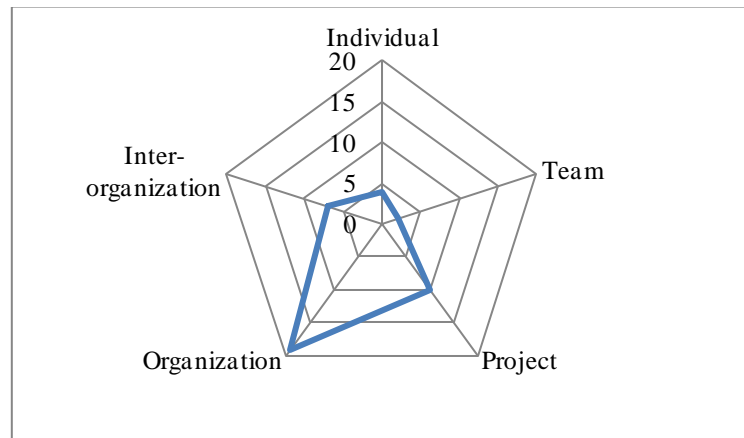 Individual
20
15
10
5
0
Team
Inter-
organization
Organization
Project